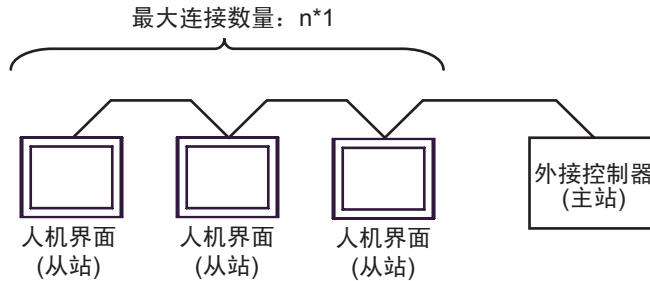 最大连接数量：n*1
外接控制器
(主站)
人机界面
(从站)
人机界面
(从站)
人机界面
(从站)